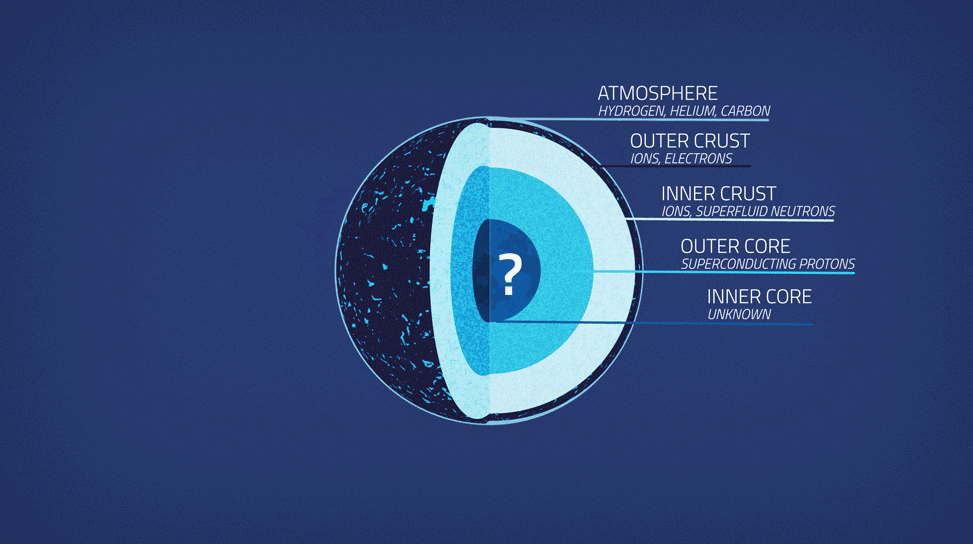 ATMOSPHERE
HYDROGEN, HELIUM, CARBON
OUTER CRUST
IONS, ELECTRONS
INNER CRUST
IONS, SUPERFLUID NEUTRONS
OUTER CORE
SUPERCONDUCTING PROTONS
?
INNER CORE
UNKNOWN